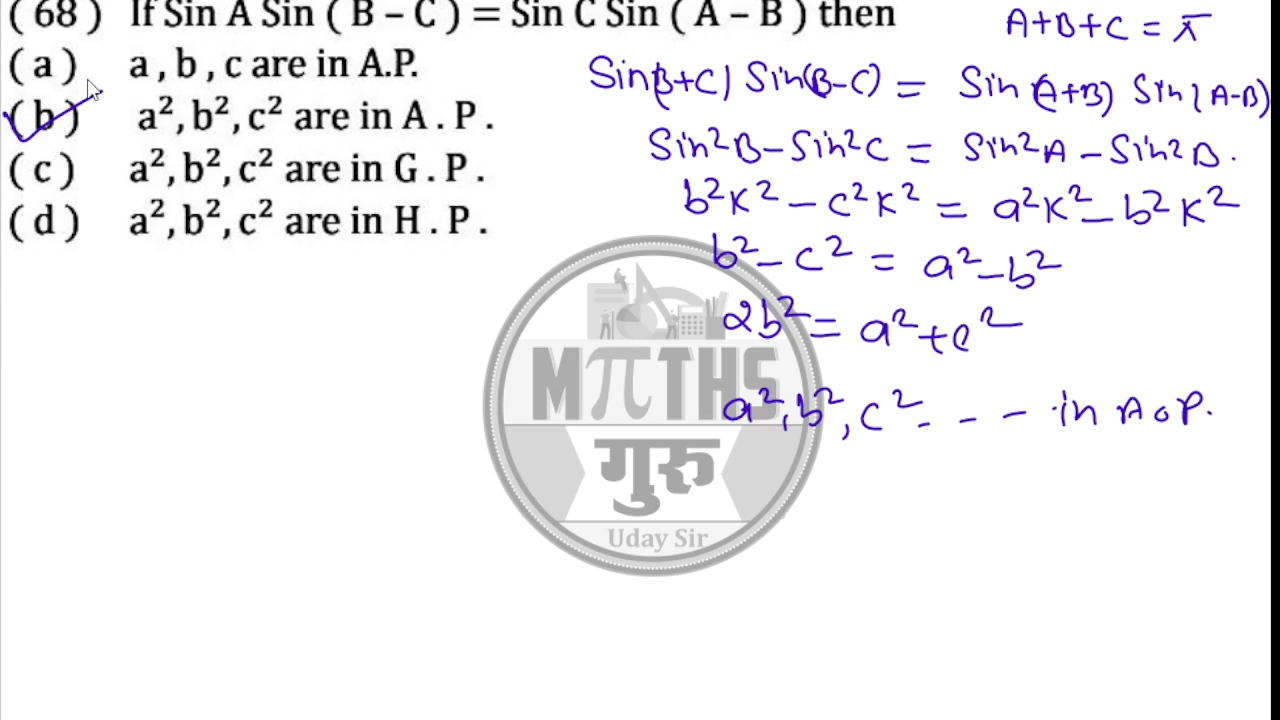 ( 68 ) If Sin A Sin ( B – C ) = Sin C Sin ( A – B ) then
( a ) a , b , c are in A.P.
( b ) a², b², c² are in A . P .
( c ) a², b², c² are in G . P .
( d ) a², b², c² are in H . P .
A+B+C = π
Sin(B+C) Sin(B-C) = Sin (A+B) Sin(A-B)
Sin²B - Sin²C = Sin²A - Sin²B.
b²K² - c²K² = a²K² - b²K²
b² - c² = a² - b²
2b² = a² + c²
a², b², c² - - - in A.P.
MπTHS
गुरु
Uday Sir